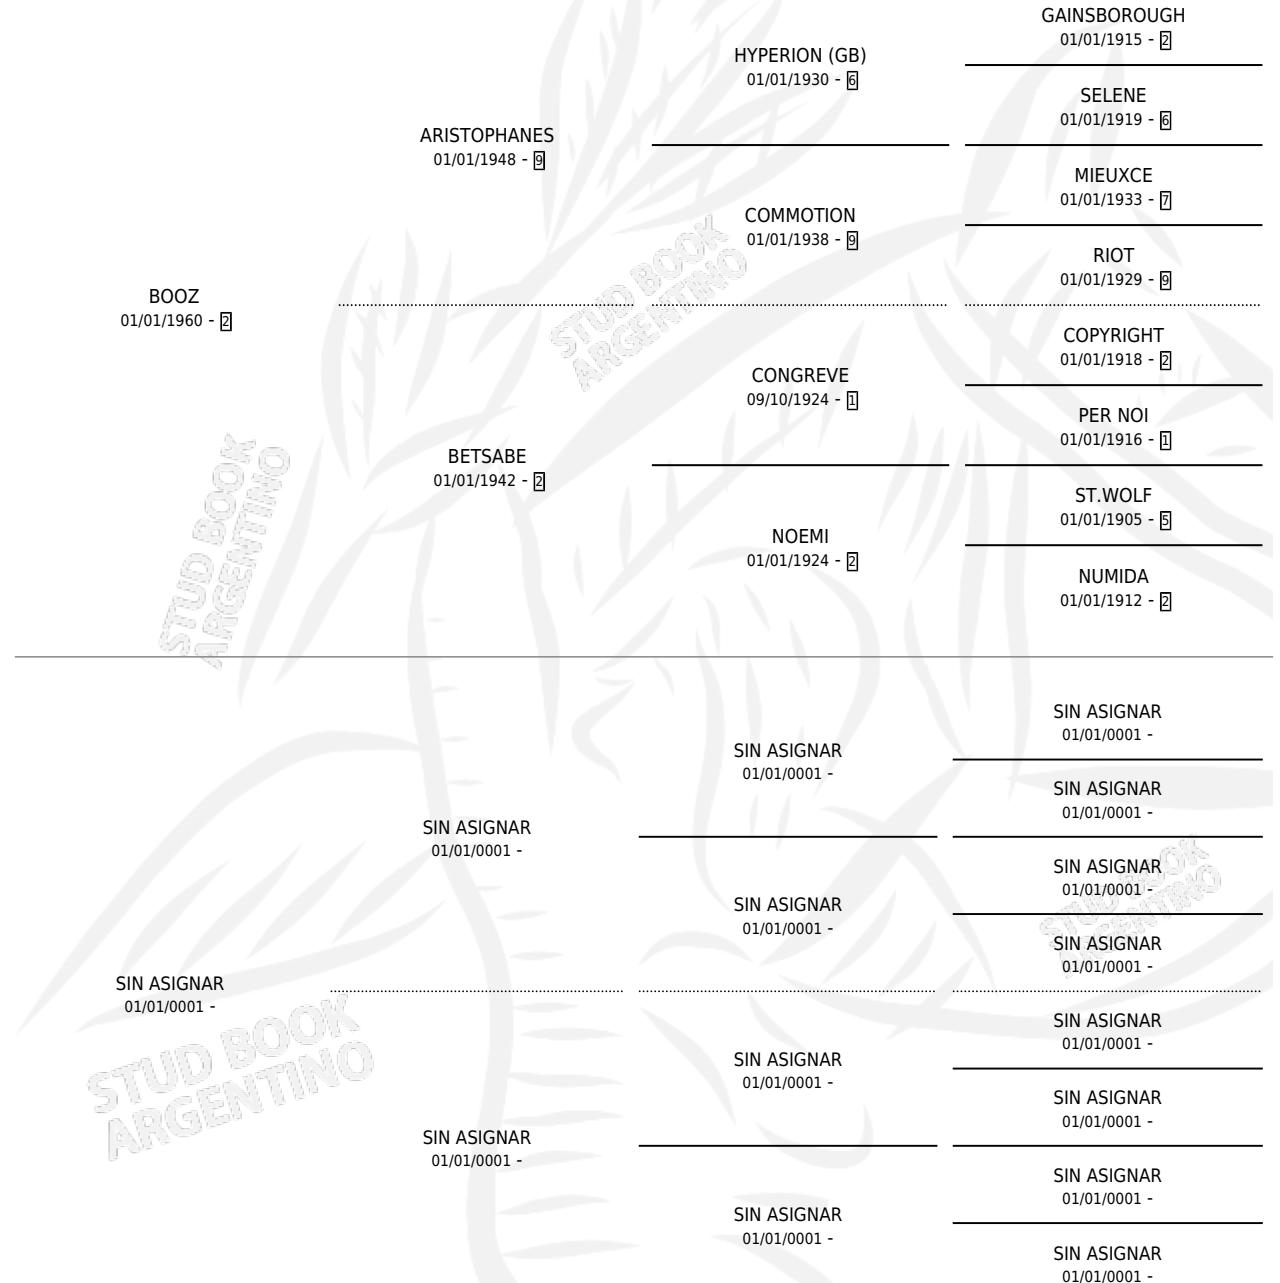 GAINSBOROUGH
01/01/1915 - 2
HYPERION (GB)
01/01/1930 - 6
SELENE
01/01/1919 - 6
ARISTOPHANES
01/01/1948 - 9
MIEUXCE
01/01/1933 - 7
COMMOTION
01/01/1938 - 9
RIOT
01/01/1929 - 9
BOOZ
01/01/1960 - 2
COPYRIGHT
01/01/1918 - 2
CONGREVE
09/10/1924 - 1
PER NOI
01/01/1916 - 1
BETSABE
01/01/1942 - 2
ST.WOLF
01/01/1905 - 5
NOEMI
01/01/1924 - 2
NUMIDA
01/01/1912 - 2
SIN ASIGNAR
01/01/0001 -
SIN ASIGNAR
01/01/0001 -
SIN ASIGNAR
01/01/0001 -
SIN ASIGNAR
01/01/0001 -
SIN ASIGNAR
01/01/0001 -
SIN ASIGNAR
01/01/0001 -
SIN ASIGNAR
01/01/0001 -
SIN ASIGNAR
01/01/0001 -
SIN ASIGNAR
01/01/0001 -
SIN ASIGNAR
01/01/0001 -
SIN ASIGNAR
01/01/0001 -
SIN ASIGNAR
01/01/0001 -
SIN ASIGNAR
01/01/0001 -
SIN ASIGNAR
01/01/0001 -
SIN ASIGNAR
01/01/0001 -
STUD BOOK
ARGENTINO
STUD BOOK
ARGENTINO
STUD BOOK
ARGENTINO
STUD BOOK
ARGENTINO